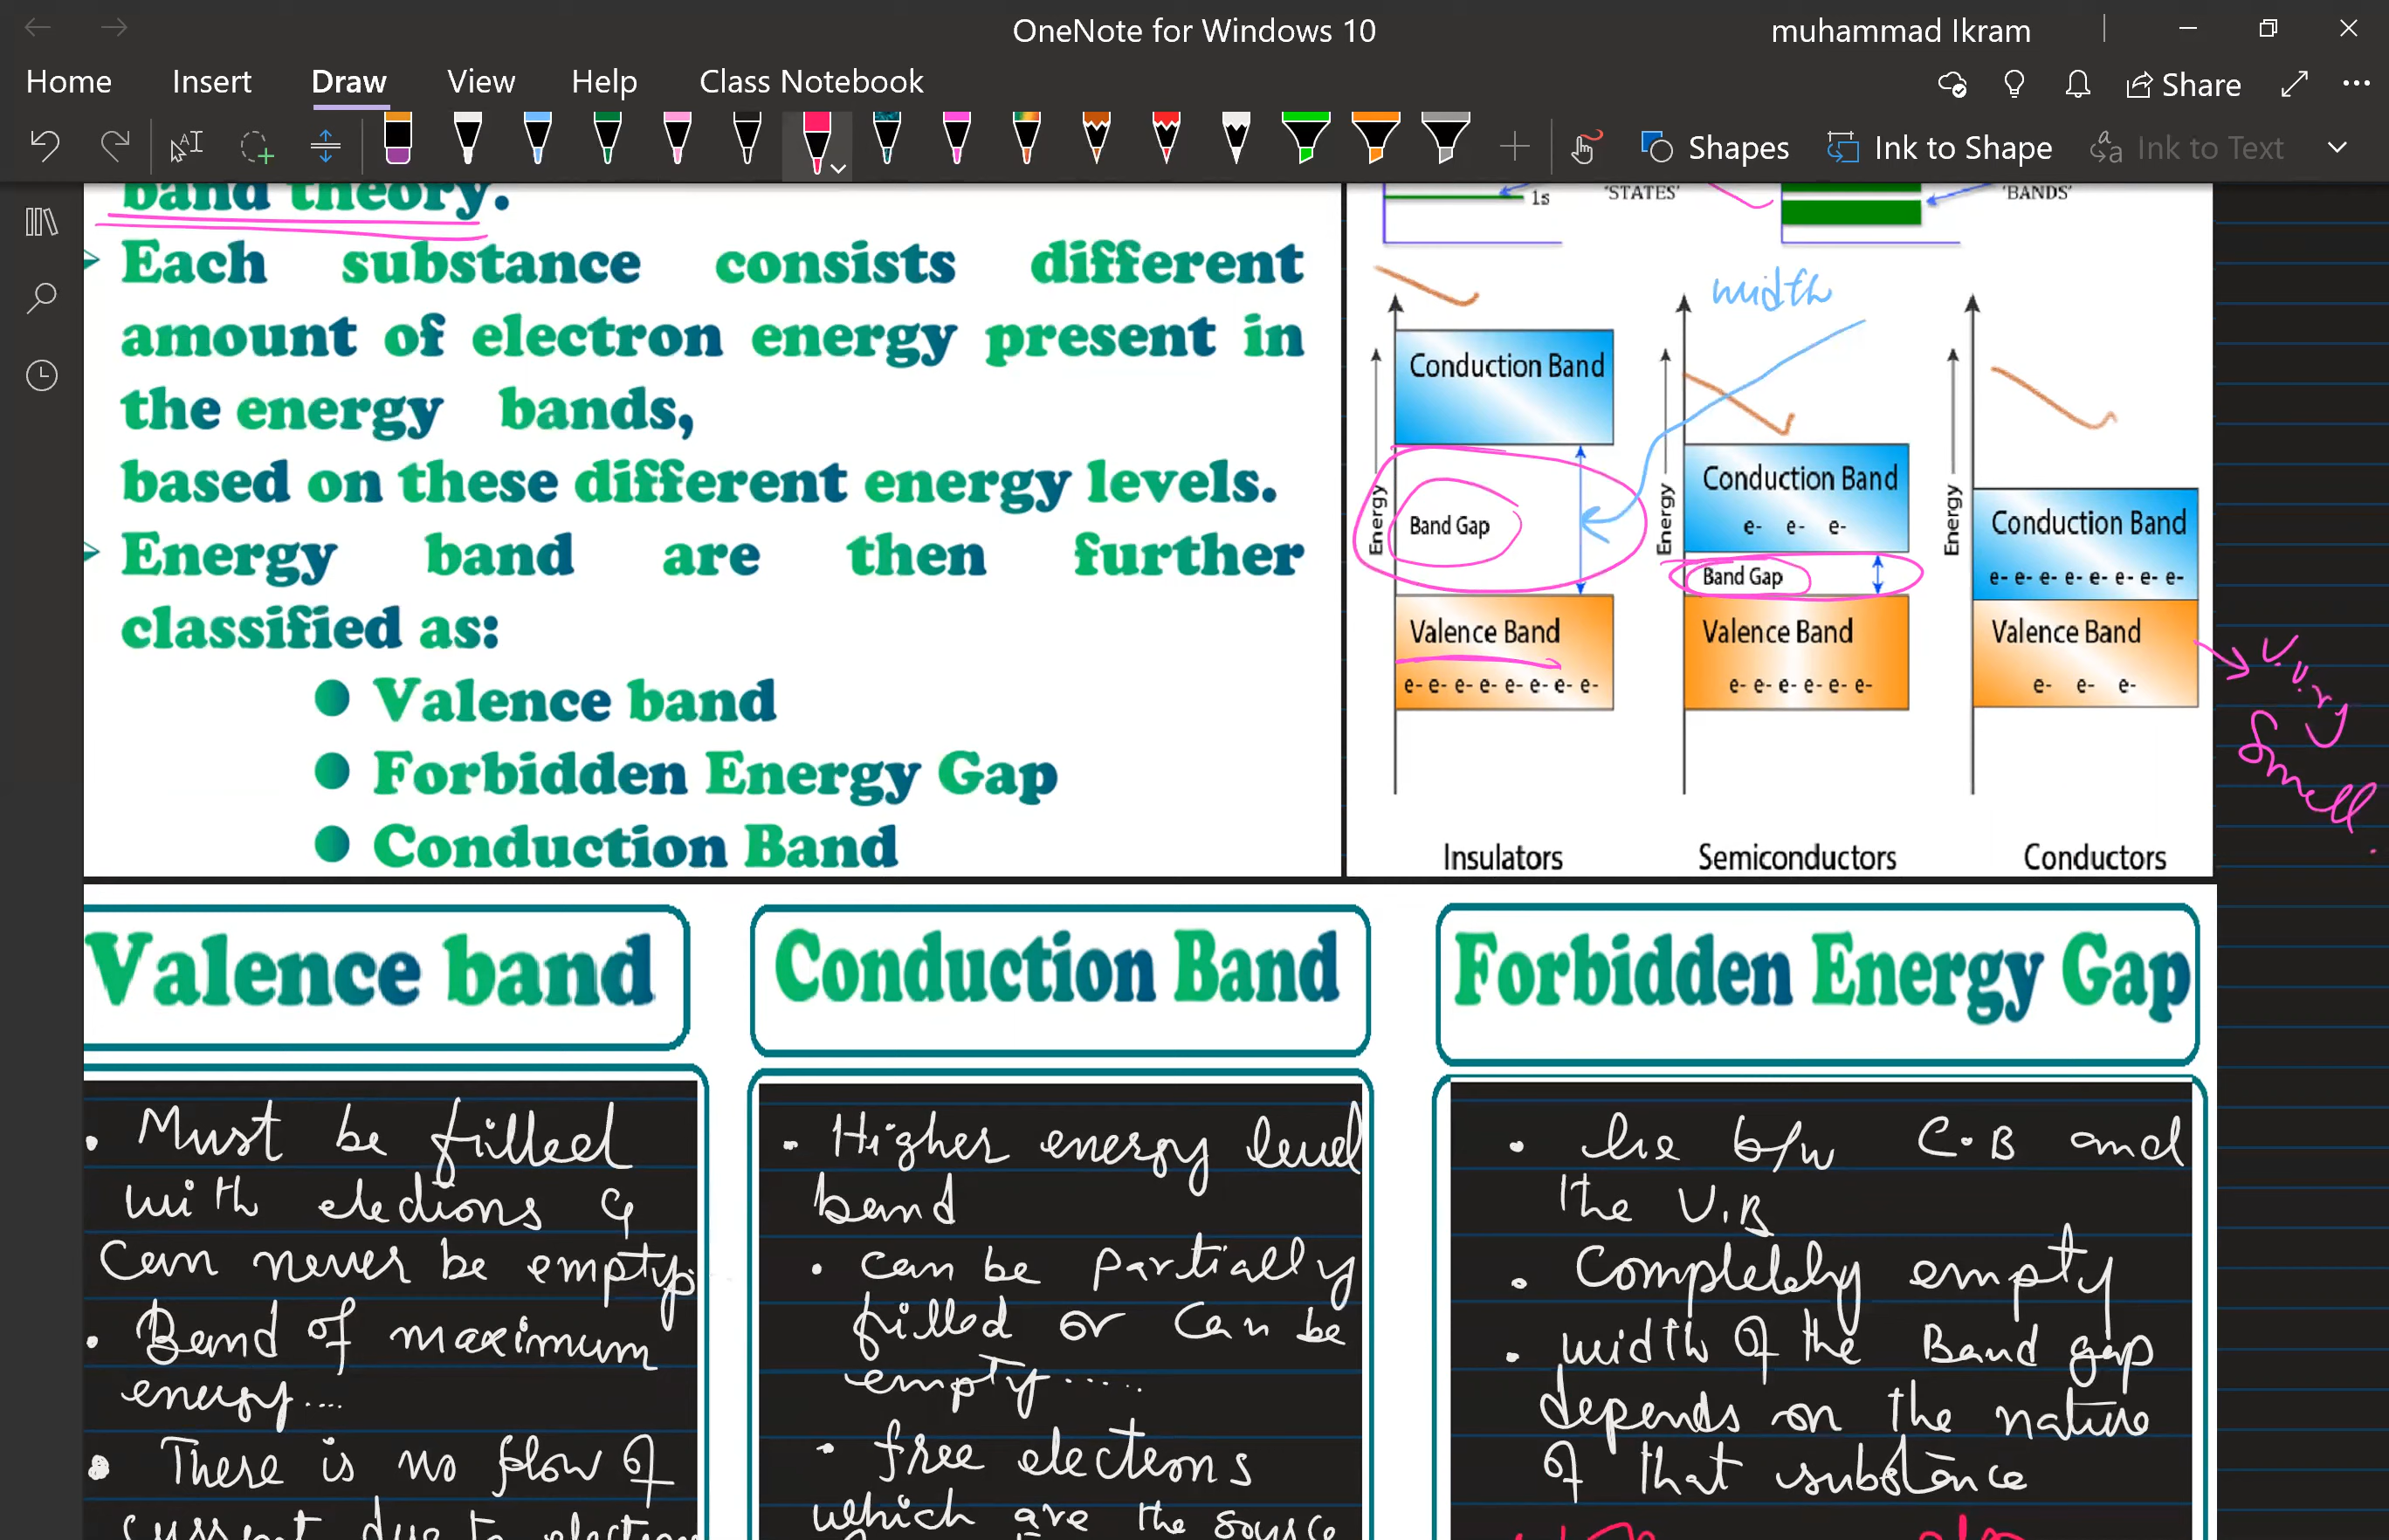 OneNote for Windows 10
muhammad Ikram
Home Insert Draw View Help Class Notebook
Share
Shapes Ink to Shape Ink to Text
band theory.
Each substance consists different
amount of electron energy present in
the energy bands,
based on these different energy levels.
Energy band are then further
classified as:
Valence band
Forbidden Energy Gap
Conduction Band
1s
'STATES'
'BANDS'
width
Energy
Conduction Band
Band Gap
Valence Band
e- e- e- e- e- e- e- e-
Insulators
Energy
Conduction Band
e- e- e-
Band Gap
Valence Band
e- e- e- e- e- e-
Semiconductors
Energy
Conduction Band
e- e- e- e- e- e- e- e-
Valence Band
e- e- e-
Conductors
small
Valence band
• Must be filled
with electrons &
Can never be empty
• Band of maximum
energy...
• There is no flow of
current due to
Conduction Band
• Higher energy level
band
• can be partially
filled or can be
empty.....
• free electrons
which are the source
Forbidden Energy Gap
• lie b/w C.B and
the V.B
• Completely empty
• width of the Band gap
depends on the nature
of that substance